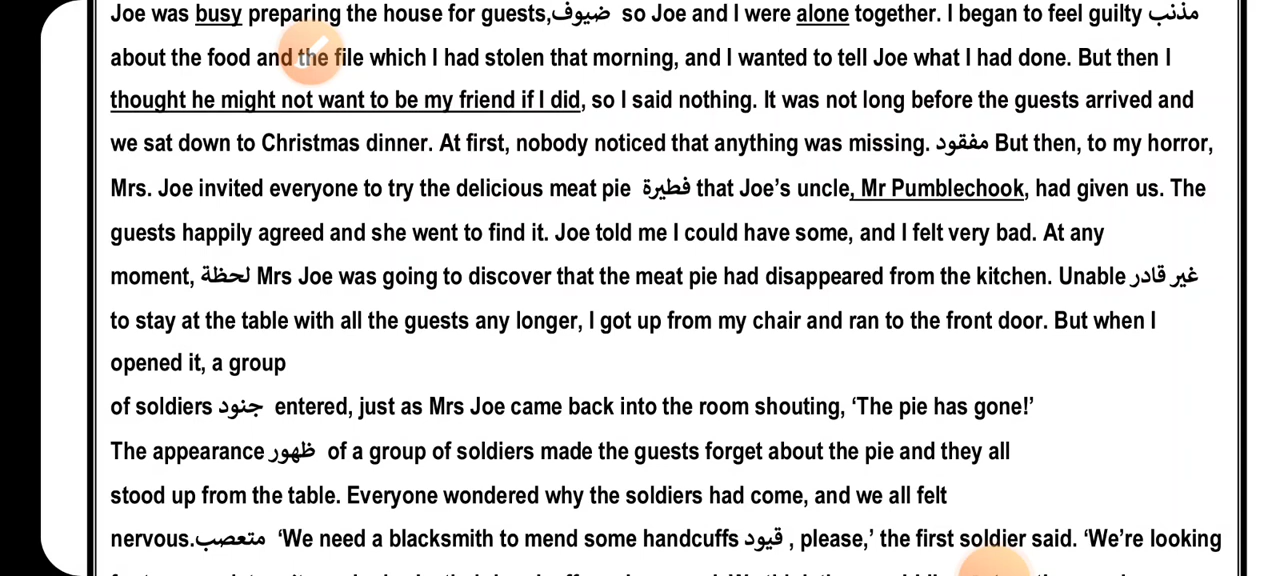 Joe was busy preparing the house for guests,ضيوف so Joe and I were alone together. I began to feel guilty مذنب
about the food and the file which I had stolen that morning, and I wanted to tell Joe what I had done. But then I
thought he might not want to be my friend if I did, so I said nothing. It was not long before the guests arrived and
we sat down to Christmas dinner. At first, nobody noticed that anything was missing. مفقود But then, to my horror,
Mrs. Joe invited everyone to try the delicious meat pie فطيرة that Joe’s uncle, Mr Pumblechook, had given us. The
guests happily agreed and she went to find it. Joe told me I could have some, and I felt very bad. At any
moment, لحظة Mrs Joe was going to discover that the meat pie had disappeared from the kitchen. Unable غير قادر
to stay at the table with all the guests any longer, I got up from my chair and ran to the front door. But when I
opened it, a group
of soldiers جنود entered, just as Mrs Joe came back into the room shouting, ‘The pie has gone!’
The appearance ظهور of a group of soldiers made the guests forget about the pie and they all
stood up from the table. Everyone wondered why the soldiers had come, and we all felt
nervous.متعصب ‘We need a blacksmith to mend some handcuffs قيود , please,’ the first soldier said. ‘We’re looking